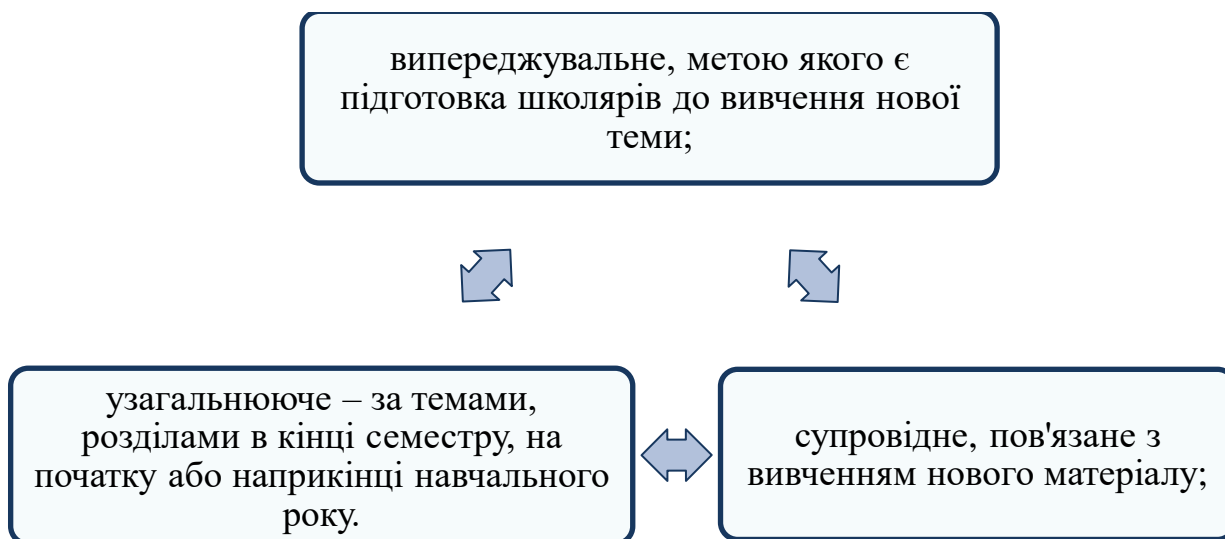 випереджувальне, метою якого є
підготовка школярів до вивчення нової
теми;
узагальнююче – за темами,
розділами в кінці семестру, на
початку або наприкінці навчального
року.
супровідне, пов'язане з
вивченням нового матеріалу;